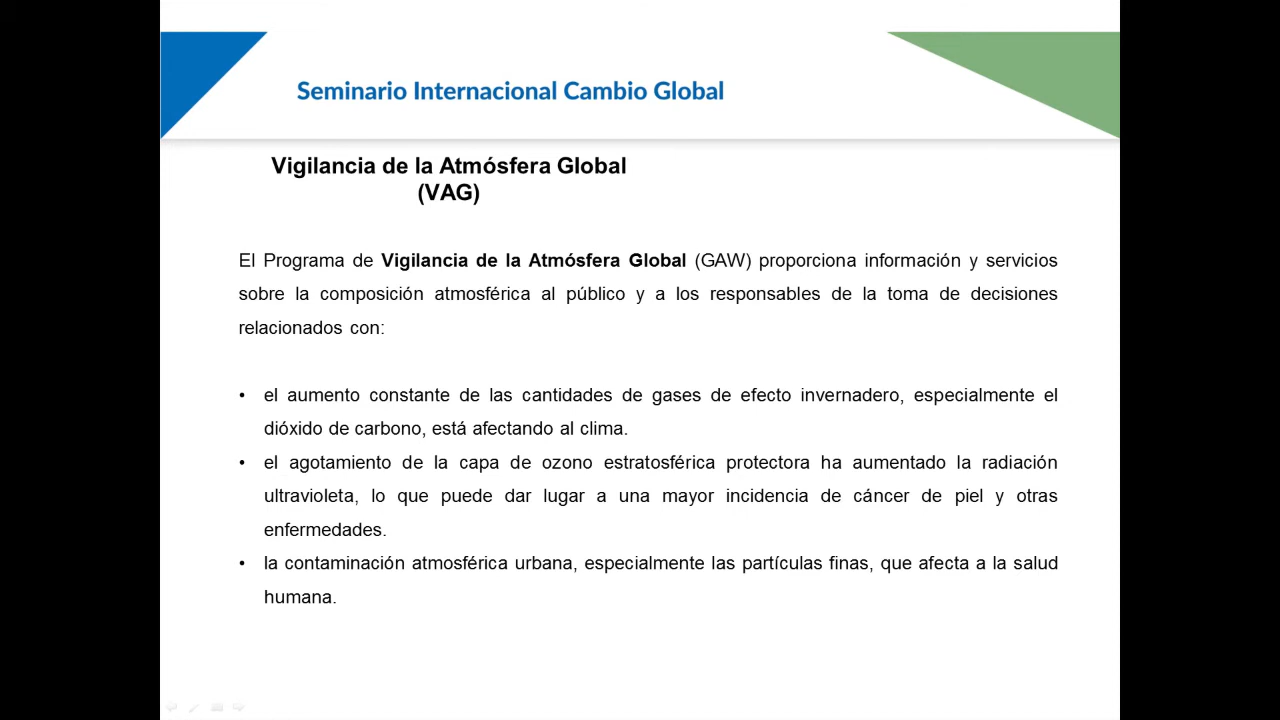 Seminario Internacional Cambio Global
Vigilancia de la Atmósfera Global
(VAG)
El Programa de Vigilancia de la Atmósfera Global (GAW) proporciona información y servicios
sobre la composición atmosférica al público y a los responsables de la toma de decisiones
relacionados con:
• el aumento constante de las cantidades de gases de efecto invernadero, especialmente el
dióxido de carbono, está afectando al clima.
• el agotamiento de la capa de ozono estratosférica protectora ha aumentado la radiación
ultravioleta, lo que puede dar lugar a una mayor incidencia de cáncer de piel y otras
enfermedades.
• la contaminación atmosférica urbana, especialmente las partículas finas, que afecta a la salud
humana.